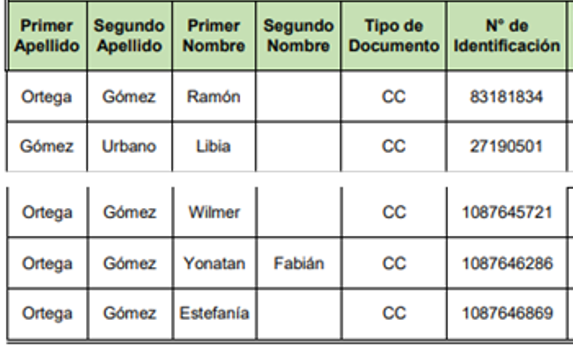 Primer Apellido Segundo Apellido Primer Nombre Segundo Nombre Tipo de Documento N° de Identificación
Ortega Gómez Ramón CC 83181834
Gómez Urbano Libia CC 27190501
Ortega Gómez Wilmer CC 1087645721
Ortega Gómez Yonatan Fabián CC 1087646286
Ortega Gómez Estefanía CC 1087646869